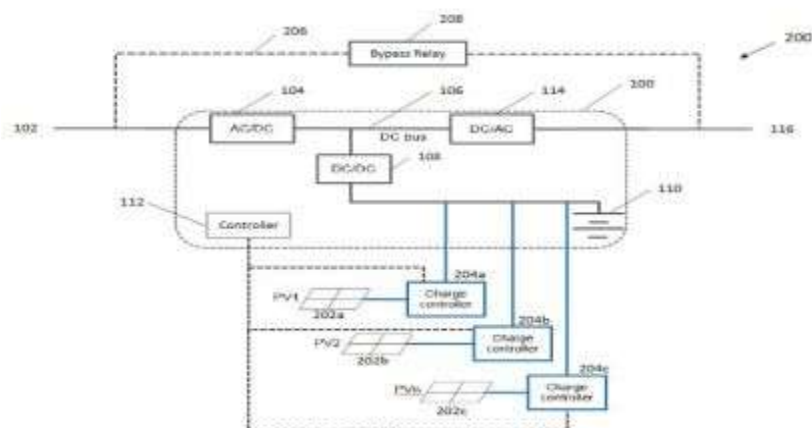 206
208
200
Bypass Relay
104
106
114
100
102
AC/DC
DC/AC
116
DC bus
DC/DC
108
110
112
Controller
204a
PV1
Charge
controller
202a
204b
PV2
Charge
controller
202b
204c
PVn
Charge
controller
202c